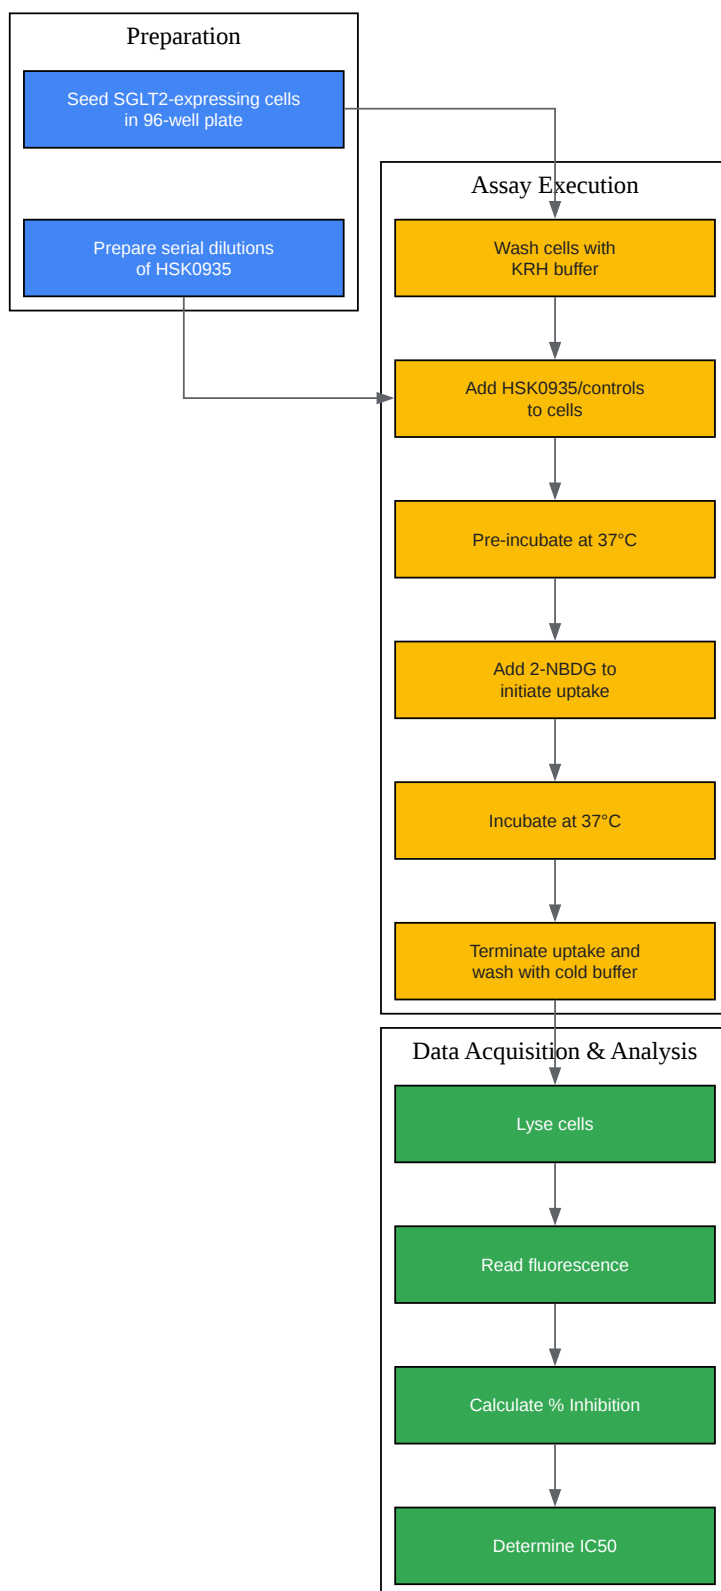 Preparation
Seed SGLT2-expressing cells
in 96-well plate
Prepare serial dilutions
of HSK0935
Assay Execution
Wash cells with
KRH buffer
Add HSK0935/controls
to cells
Pre-incubate at 37°C
Add 2-NBDG to
initiate uptake
Incubate at 37°C
Terminate uptake and
wash with cold buffer
Data Acquisition & Analysis
Lyse cells
Read fluorescence
Calculate % Inhibition
Determine IC50